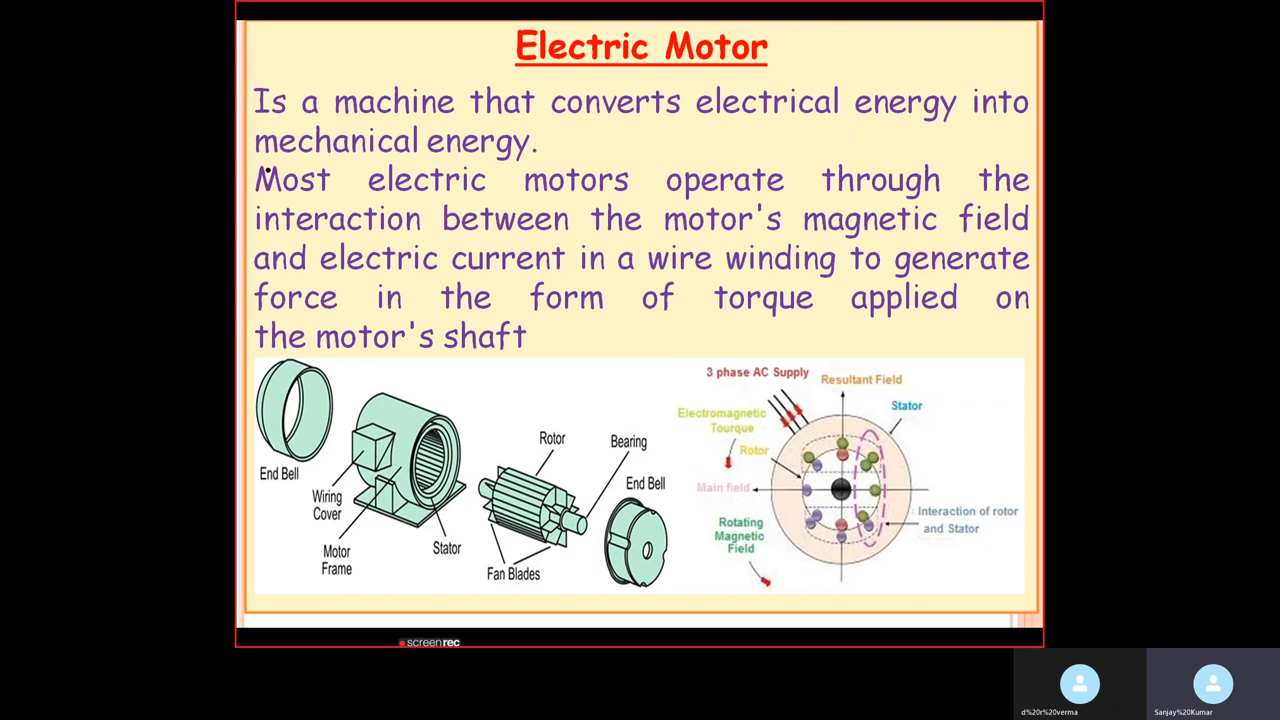 Electric Motor
Is a machine that converts electrical energy into
mechanical energy.
Most electric motors operate through the
interaction between the motor's magnetic field
and electric current in a wire winding to generate
force in the form of torque applied on
the motor's shaft
End Bell
Wiring
Cover
Motor
Frame
Stator
Rotor
Bearing
End Bell
Fan Blades
3 phase AC Supply
Resultant Field
Stator
Electromagnetic
Tourque
Rotor
Main field
Rotating
Magnetic
Field
Interaction of rotor
and Stator
screenrec
d%20r%20verma
Sanjay%20Kumar